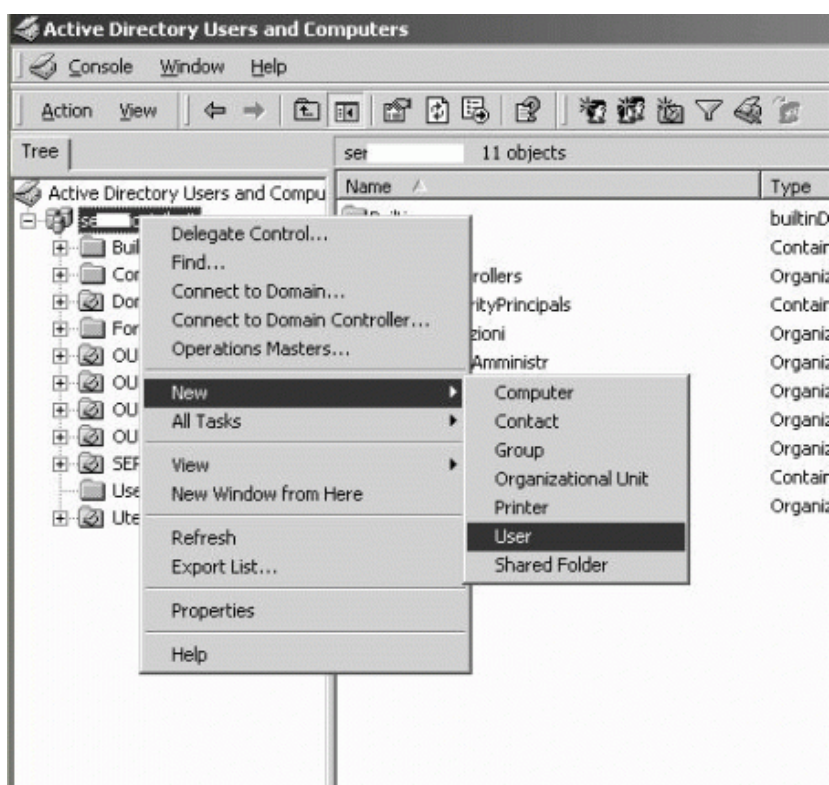 Active Directory Users and Computers
Console Window Help
Action View
Tree
11 objects
Active Directory Users and Compu
Name Type
Delegate Control...
Find...
Connect to Domain...
Connect to Domain Controller...
Operations Masters...
New
All Tasks
View
New Window from Here
Refresh
Export List...
Properties
Help
Computer
Contact
Group
Organizational Unit
Printer
User
Shared Folder
Bui
Cor
Dor
For
OU
OU
OU
OU
SEF
Use
Ute
builtinD
Contain
rollers Organiz
rityPrincipals Contain
zioni Organiz
Amministr Organiz
Organiz
Organiz
Organiz
Contain
Organiz